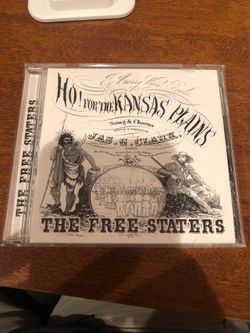 THE FREE STATERS
HO! FOR THE KANSAS PLAINS
Song & Chorus
JAS. G. CLARK.
THE FREE STATERS